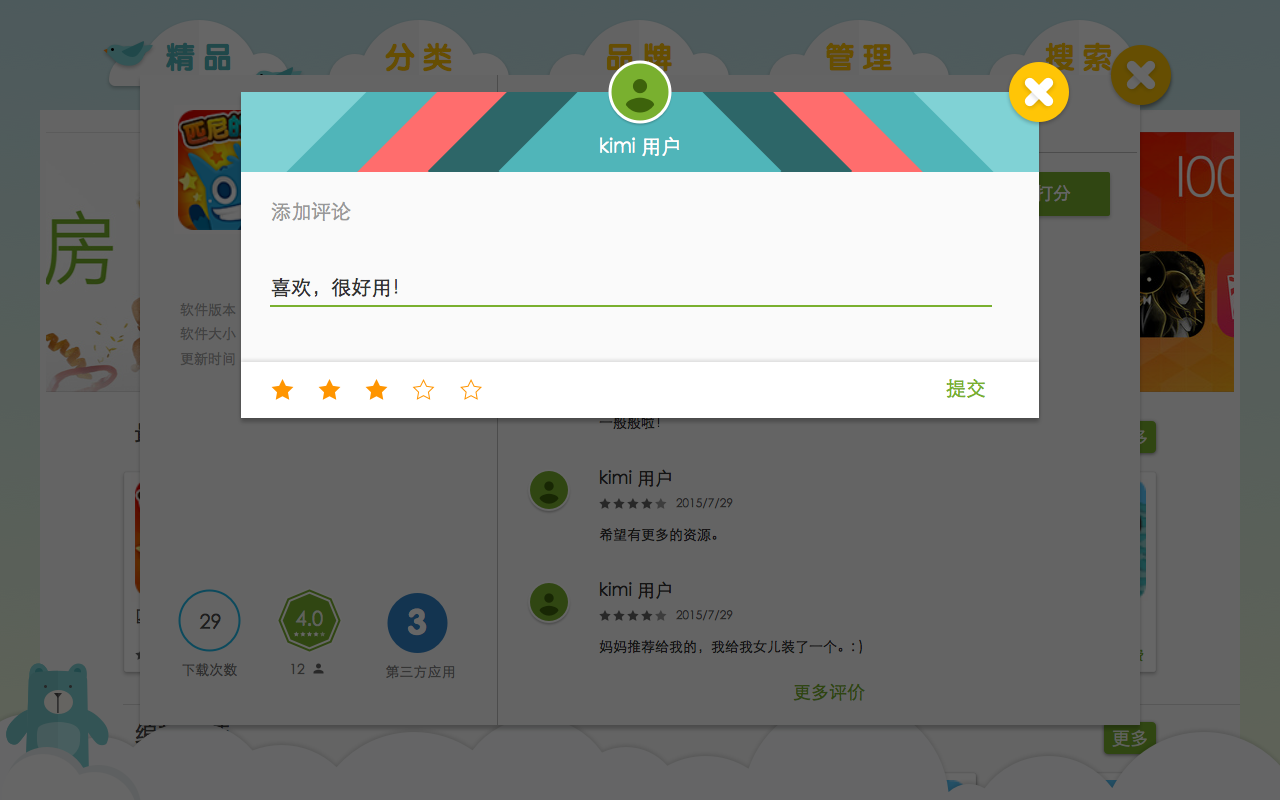 精品
分类
品牌
管理
搜索
kimi 用户
添加评论
打分
喜欢，很好用！
房
100
软件版本
软件大小
更新时间
提交
一般般啦！
kimi 用户
2015/7/29
希望有更多的资源。
kimi 用户
2015/7/29
妈妈推荐给我的，我给我女儿装了一个。：）
更多评价
29
4.0
3
下载次数
12
第三方应用
更多